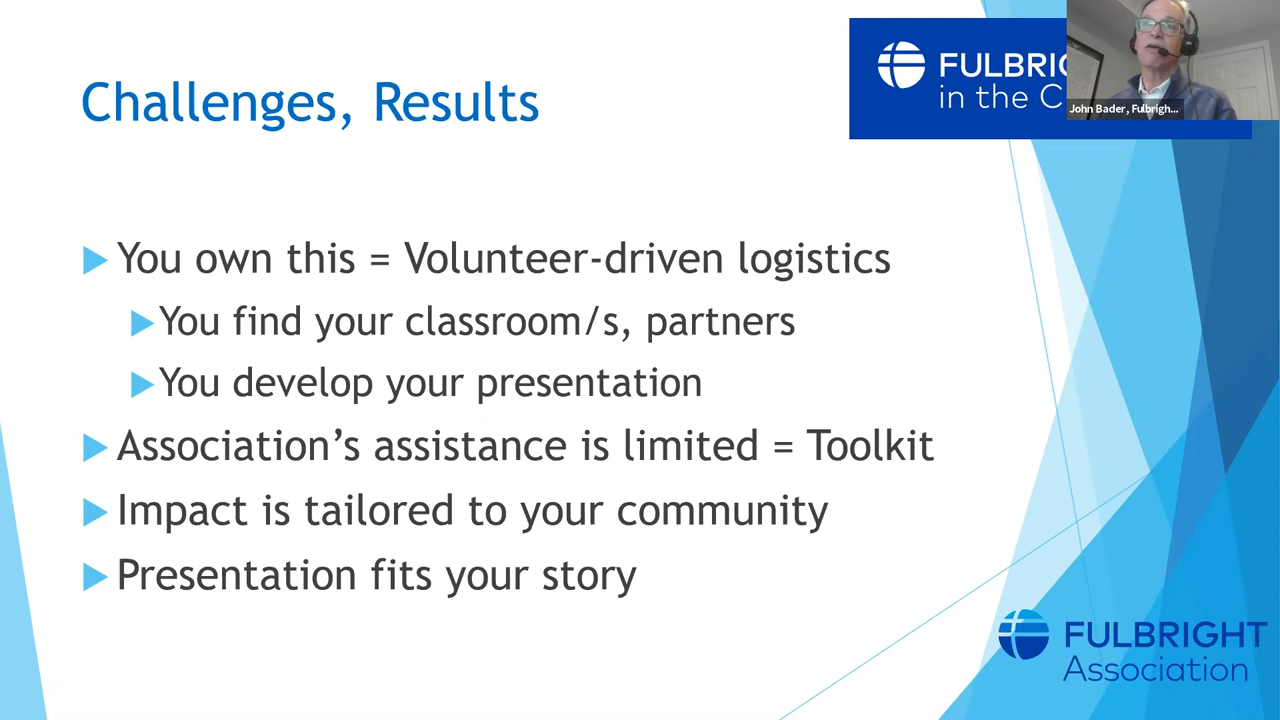 Challenges, Results
FULBRIG
in the C
John Bader, Fulbrigh...
You own this = Volunteer-driven logistics
You find your classroom/s, partners
You develop your presentation
Association’s assistance is limited = Toolkit
Impact is tailored to your community
Presentation fits your story
FULBRIGHT
Association